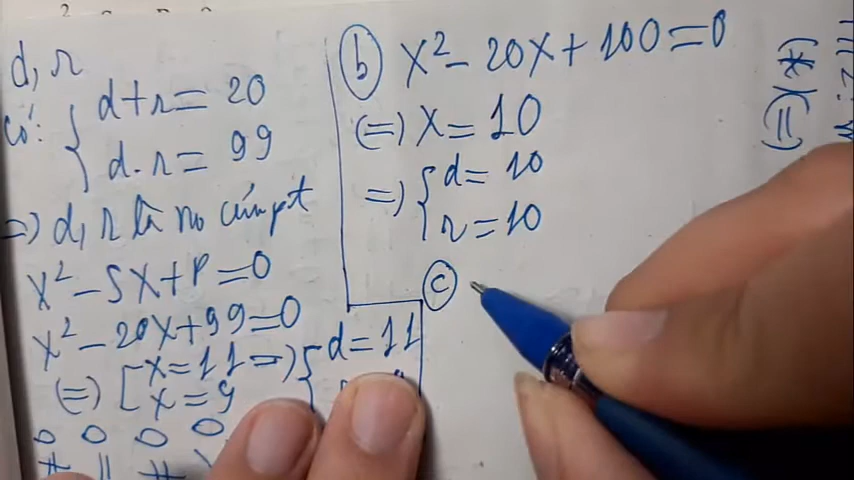 d, r
có: { d+r = 20
d.r = 99
=> d, r là no của pt
X² - SX + P = 0
X² - 20X + 99 = 0
(=) [ X = 11 => { d = 11
X = 9
ⓑ X² - 20X + 100 = 0
(=) X = 10
=> { d = 10
r = 10
ⓒ
(*) (=)